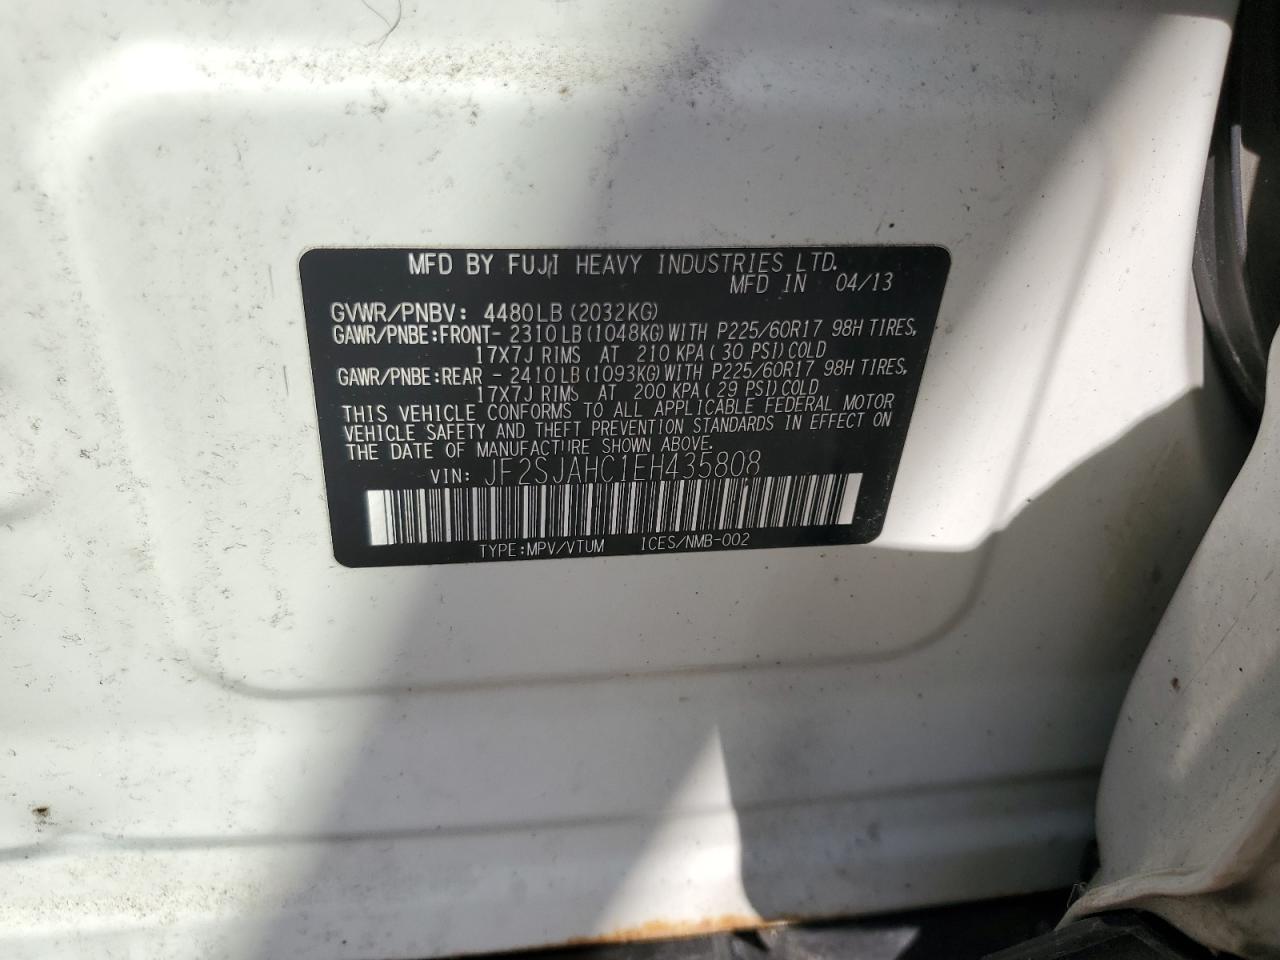 MFD BY FUJI HEAVY INDUSTRIES LTD.
MFD IN 04/13
GVWR/PNBV: 4480LB (2032KG)
GAWR/PNBE:FRONT- 2310LB (1048KG) WITH P225/60R17 98H TIRES,
17X7J RIMS AT 210 KPA ( 30 PSI) COLD
GAWR/PNBE:REAR - 2410LB (1093KG) WITH P225/60R17 98H TIRES,
17X7J RIMS AT 200 KPA ( 29 PSI) COLD
THIS VEHICLE CONFORMS TO ALL APPLICABLE FEDERAL MOTOR
VEHICLE SAFETY AND THEFT PREVENTION STANDARDS IN EFFECT ON
THE DATE OF MANUFACTURE SHOWN ABOVE.
VIN: JF2SJAHC1EH435808
TYPE:MPV/VTUM ICES/NMB-002